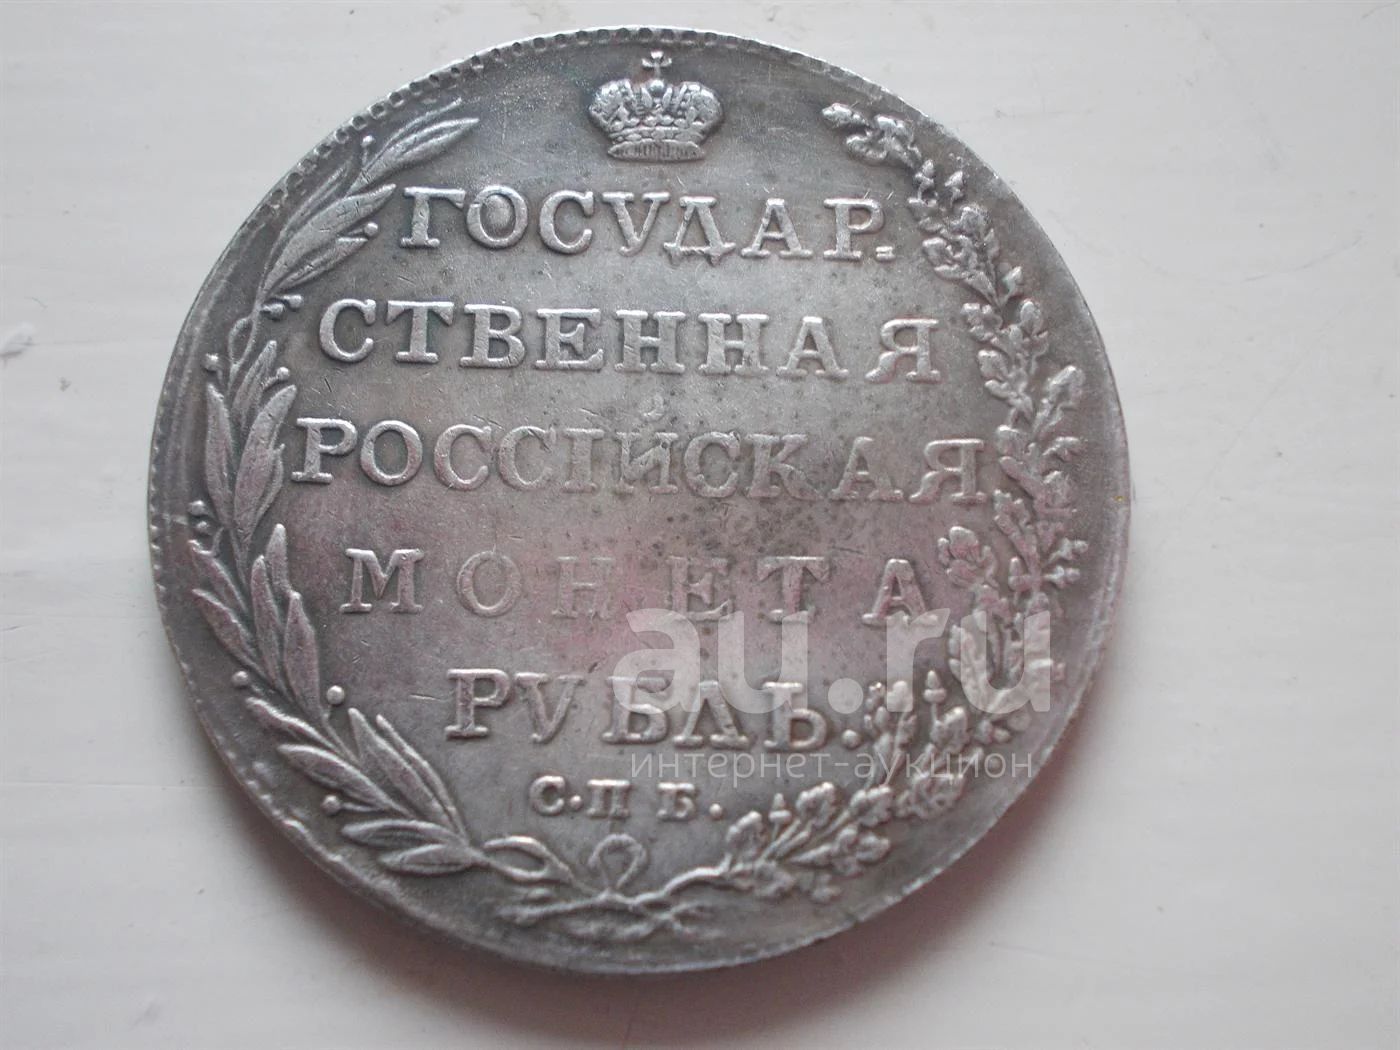 ГОСУДАР.
СТВЕННАЯ
РОССІЙСКАЯ
МОНЕТА
РУБЛЬ:
С.П Б.
au.ru
интернет-аукцион